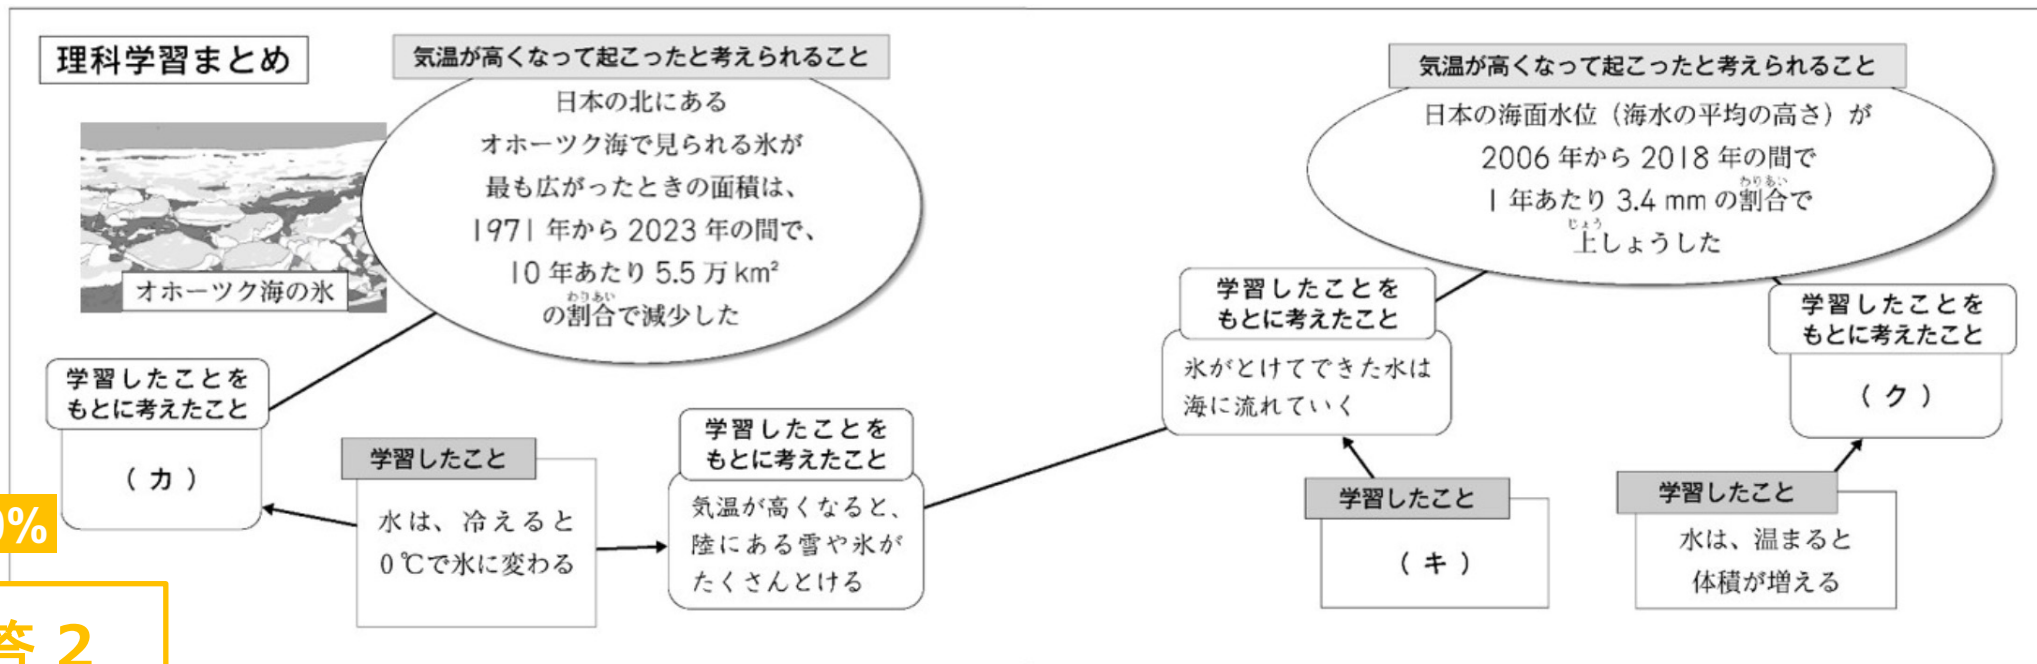 理科学習まとめ
気温が高くなって起こったと考えられること
日本の北にある
オホーツク海で見られる氷が
最も広がったときの面積は、
1971年から2023年の間で、
10年あたり5.5万km²
わりあい
の割合で減少した
オホーツク海の氷
学習したことを
もとに考えたこと
(カ)
学習したこと
水は、冷えると
0℃で氷に変わる
学習したことを
もとに考えたこと
気温が高くなると、
陸にある雪や氷が
たくさんとける
気温が高くなって起こったと考えられること
日本の海面水位（海水の平均の高さ）が
2006年から2018年の間で
わりあい
1年あたり3.4mmの割合で
じょう
上しょうした
学習したことを
もとに考えたこと
氷がとけてできた水は
海に流れていく
学習したこと
(キ)
学習したことを
もとに考えたこと
(ク)
学習したこと
水は、温まると
体積が増える
%
答 2